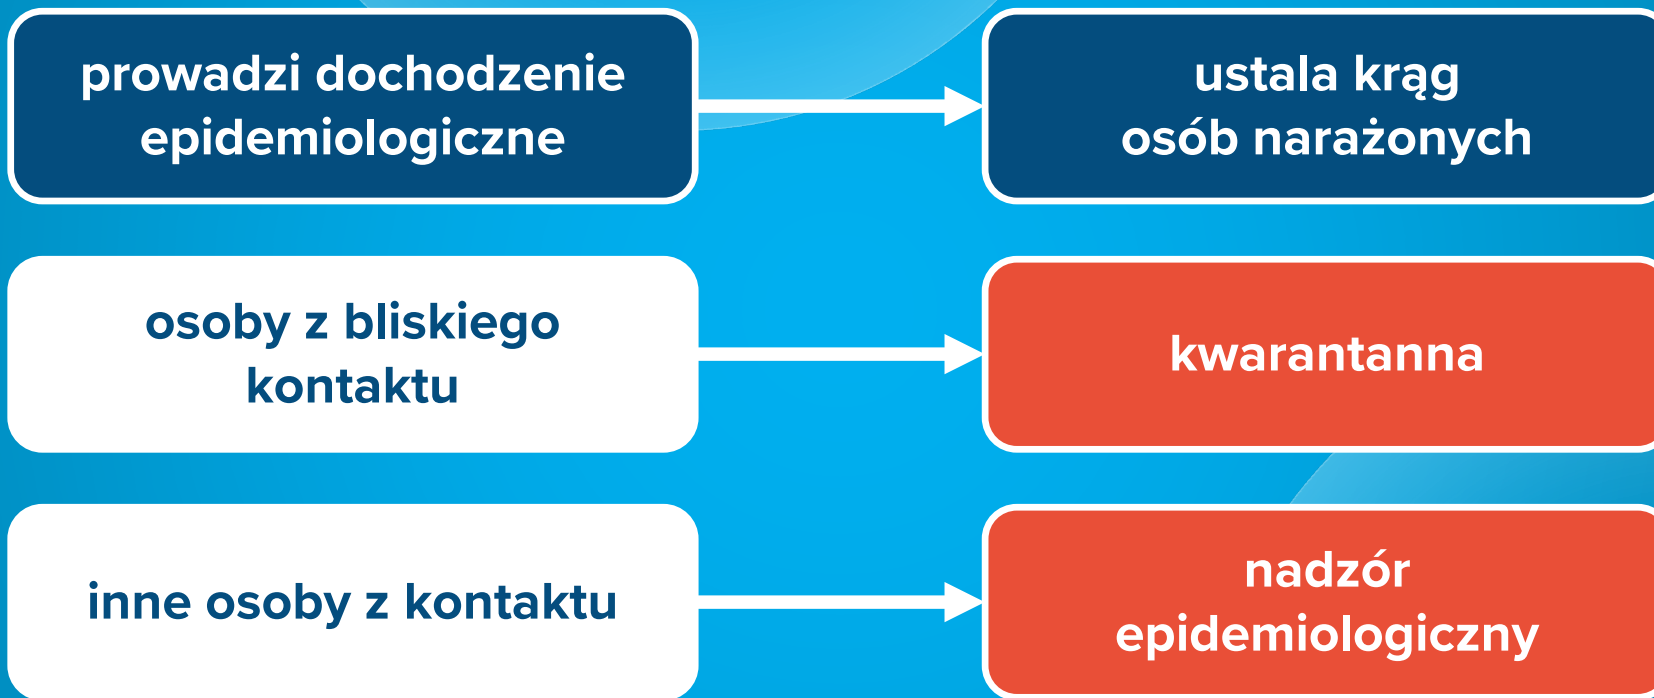 prowadzi dochodzenie
epidemiologiczne
ustala krąg
osób narażonych
osoby z bliskiego
kontaktu
kwarantanna
inne osoby z kontaktu
nadzór
epidemiologiczny